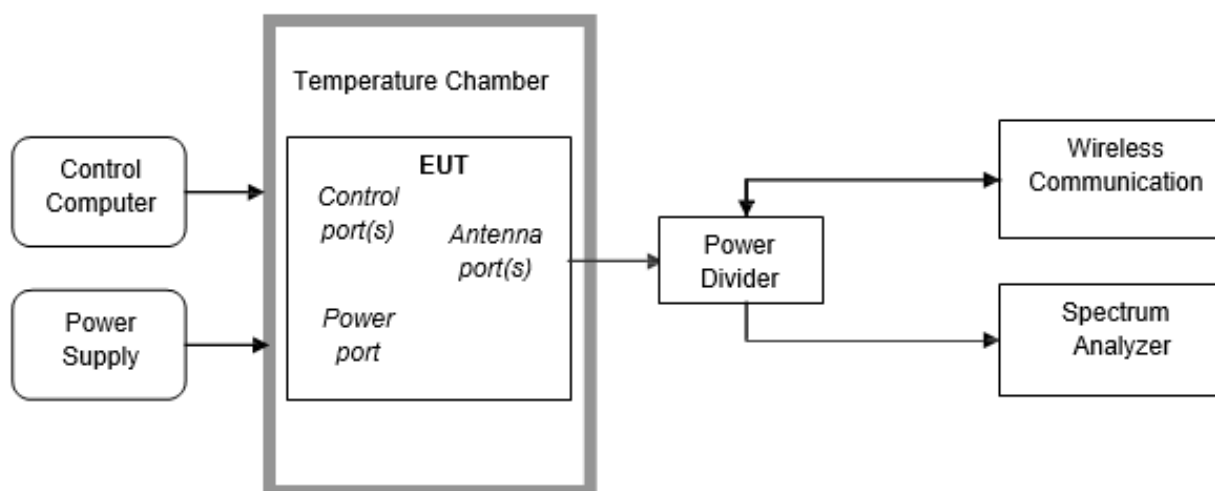 Temperature Chamber
Control
Computer
Power
Supply
EUT
Control
port(s)
Antenna
port(s)
Power
port
Power
Divider
Wireless
Communication
Spectrum
Analyzer